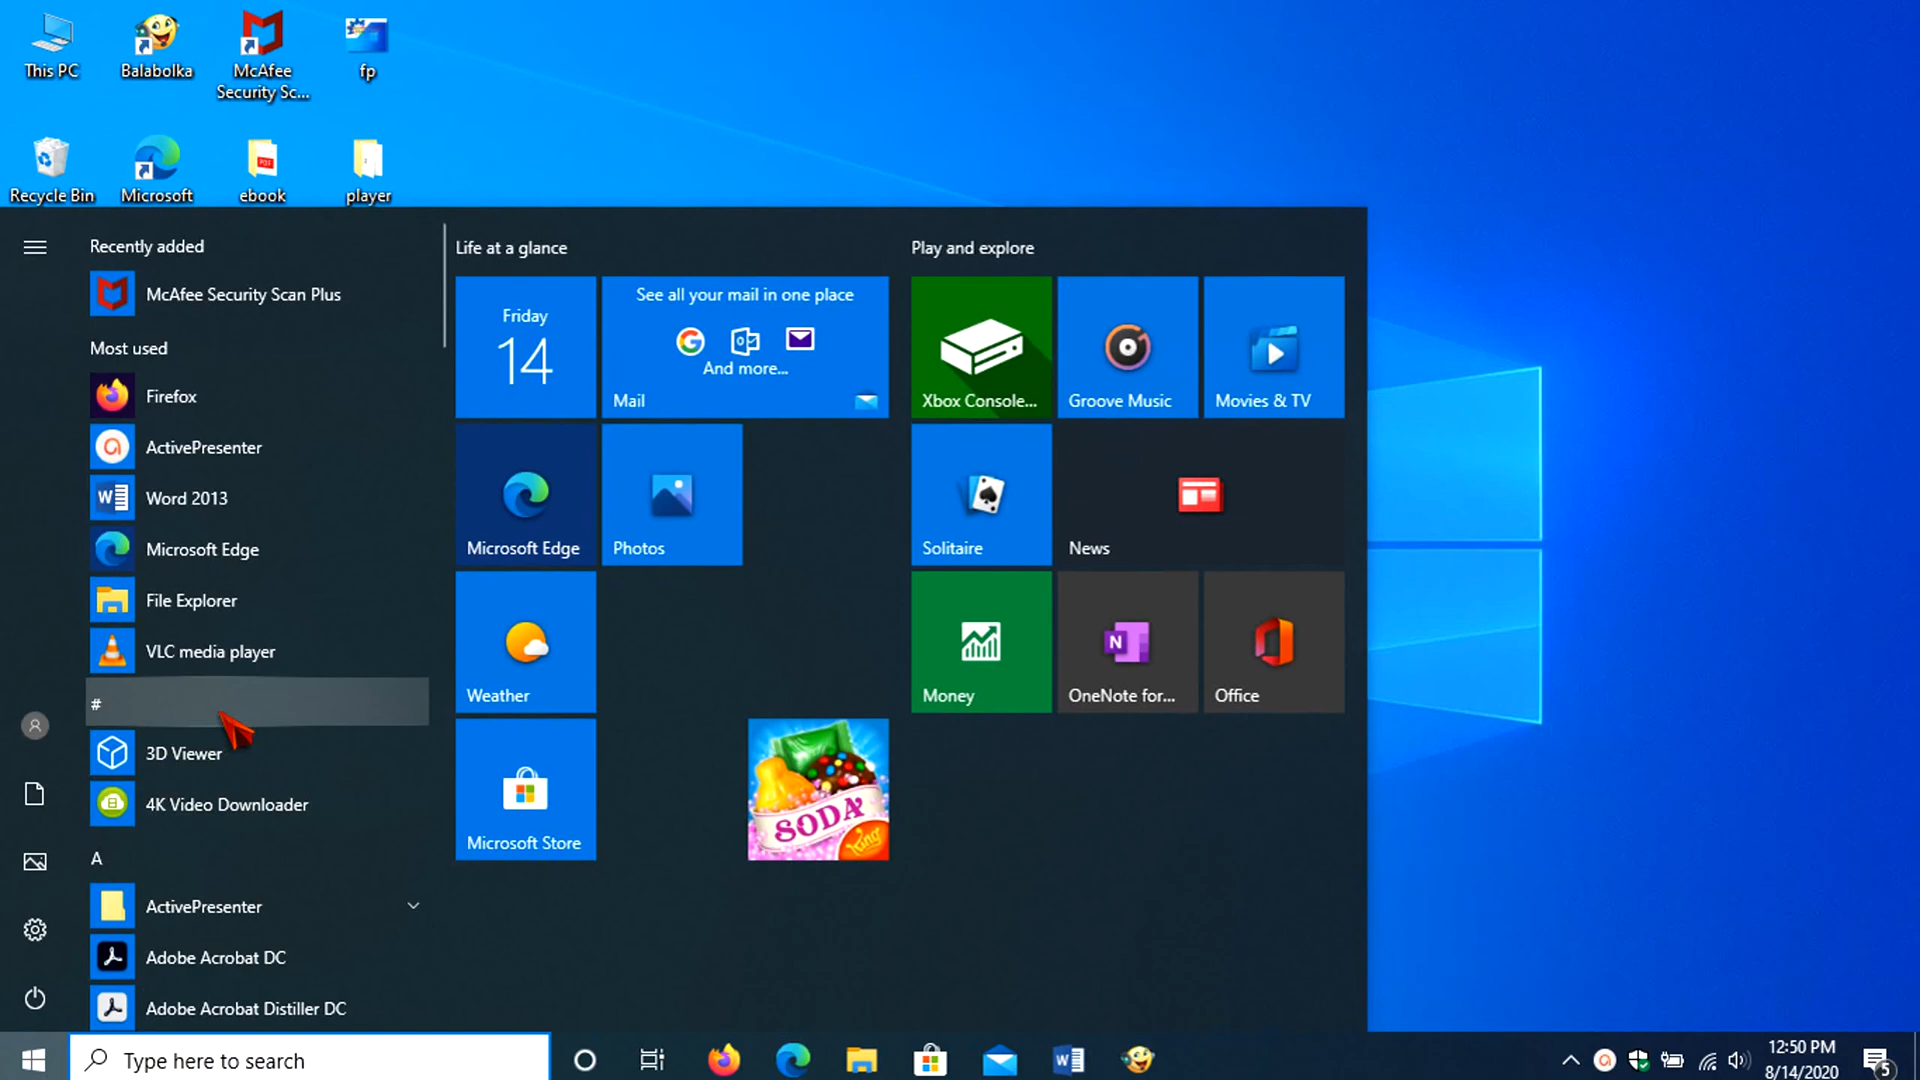 This PC
Balabolka
McAfee
Security Sc...
fp
Recycle Bin
Microsoft
ebook
player
Recently added
McAfee Security Scan Plus
Most used
Firefox
ActivePresenter
Word 2013
Microsoft Edge
File Explorer
VLC media player
#
3D Viewer
4K Video Downloader
A
ActivePresenter
Adobe Acrobat DC
Adobe Acrobat Distiller DC
Life at a glance
Friday
14
See all your mail in one place
And more...
Mail
Microsoft Edge
Photos
Weather
Microsoft Store
SODA
King
Play and explore
Xbox Console...
Groove Music
Movies & TV
Solitaire
News
Money
N
OneNote for...
Office
Type here to search
12:50 PM
8/14/2020
5